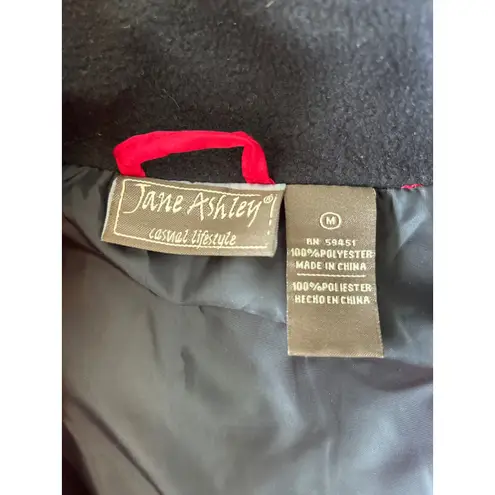 Jane Ashley®
casual lifestyle
M
RN 59451
100%POLYESTER
MADE IN CHINA
100%POLIESTER
HECHO EN CHINA